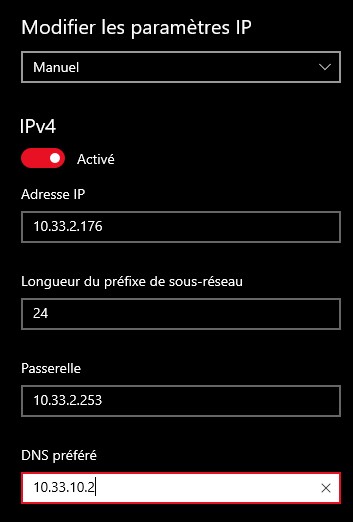 Modifier les paramètres IP
Manuel
IPv4
Activé
Adresse IP
10.33.2.176
Longueur du préfixe de sous-réseau
24
Passerelle
10.33.2.253
DNS préféré
10.33.10.2